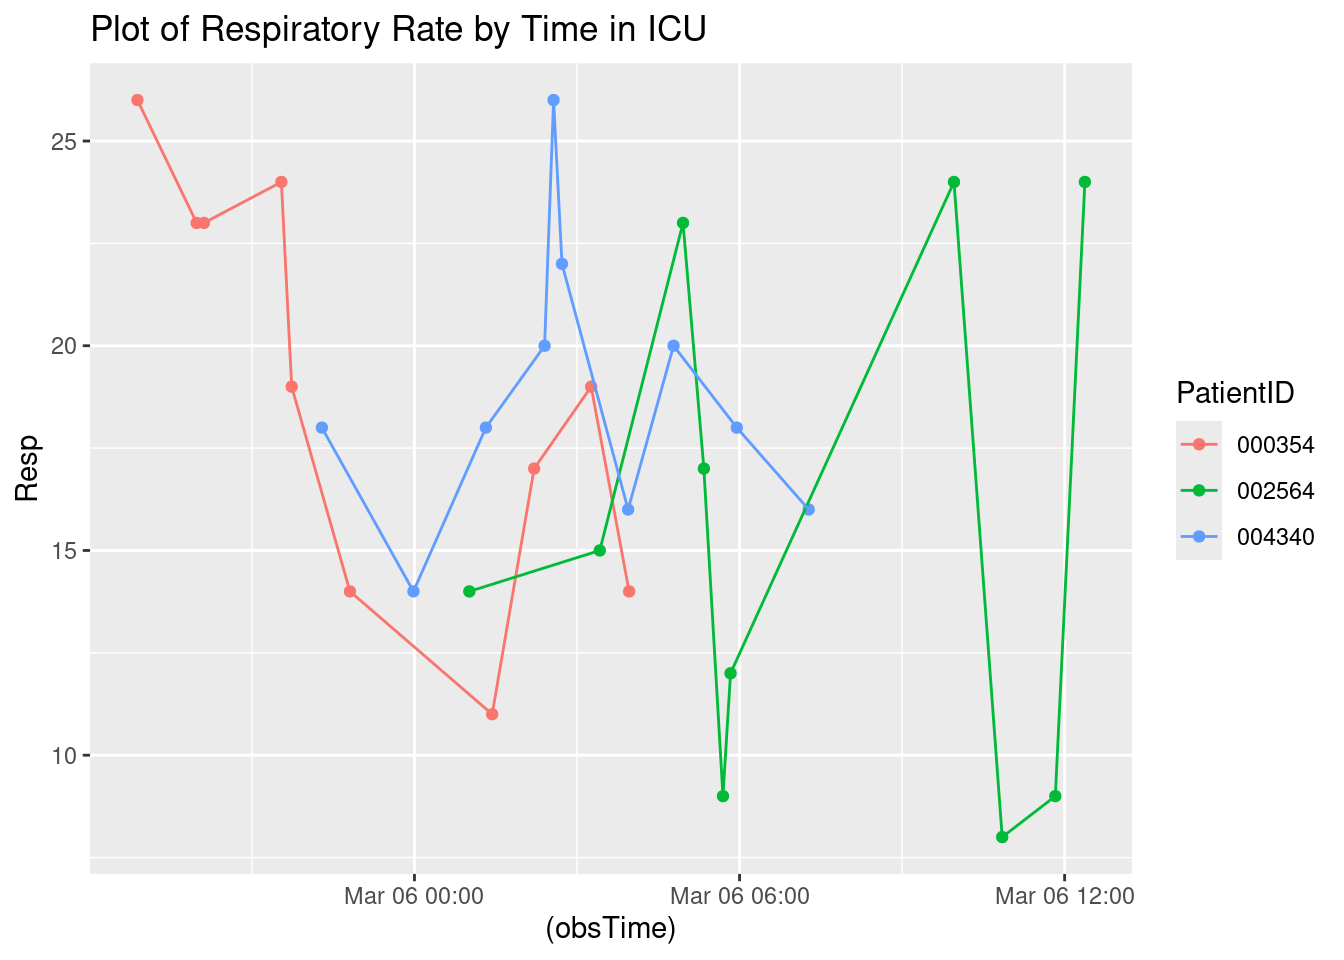 Plot of Respiratory Rate by Time in ICU
25
20
15
10
Resp
Mar 06 00:00
Mar 06 06:00
Mar 06 12:00
(obsTime)
PatientID
000354
002564
004340